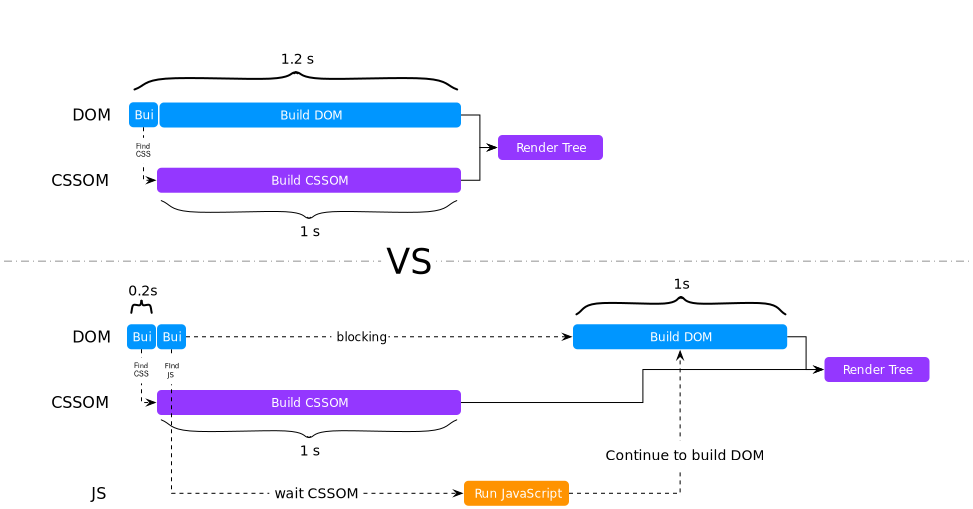 1.2 s
DOM
Bui
Build DOM
Find
CSS
Render Tree
CSSOM
Build CSSOM
1 s
VS
0.2s
1s
DOM
Bui
Bui
blocking
Build DOM
Find
CSS
Find
JS
Render Tree
CSSOM
Build CSSOM
1 s
Continue to build DOM
JS
wait CSSOM
Run JavaScript